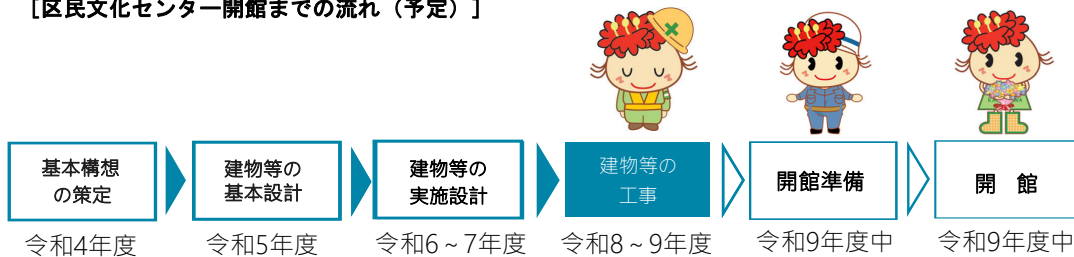 [区民文化センター開館までの流れ（予定）]
基本構想
の策定
令和4年度
建物等の
基本設計
令和5年度
建物等の
実施設計
令和6～7年度
建物等の
工事
令和8～9年度
開館準備
令和9年度中
開　館
令和9年度中